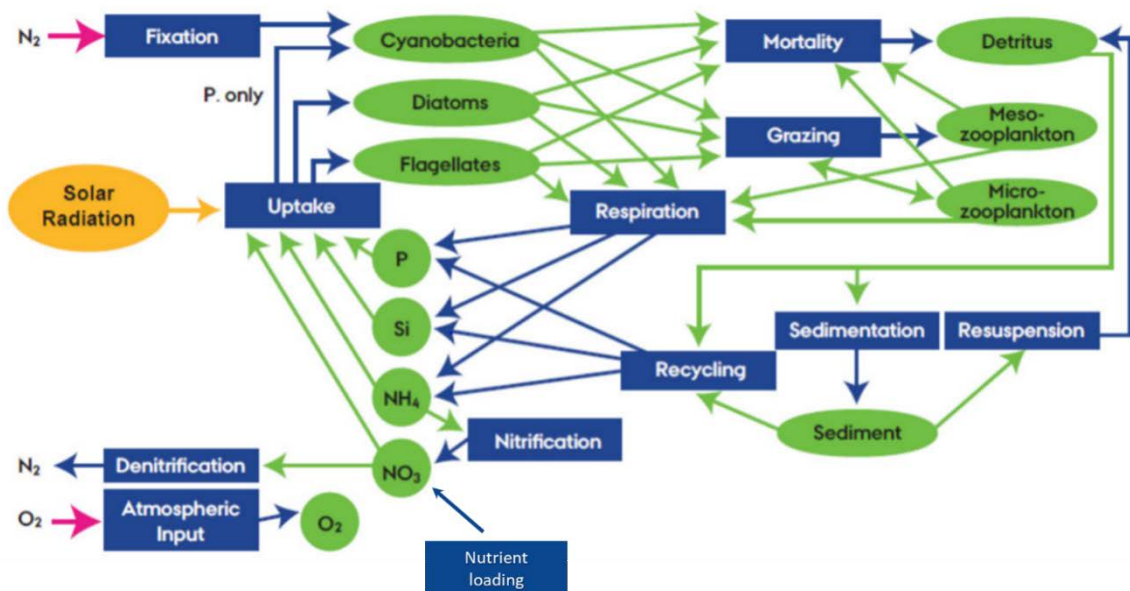 N₂
Fixation
Cyanobacteria
Mortality
Detritus
P. only
Diatoms
Grazing
Meso-
zooplankton
Flagellates
Solar
Radiation
Uptake
Respiration
Micro-
zooplankton
P
Si
Sedimentation
Resuspension
Recycling
NH₄
Nitrification
Sediment
N₂
Denitrification
NO₃
O₂
Atmospheric
Input
O₂
Nutrient
loading